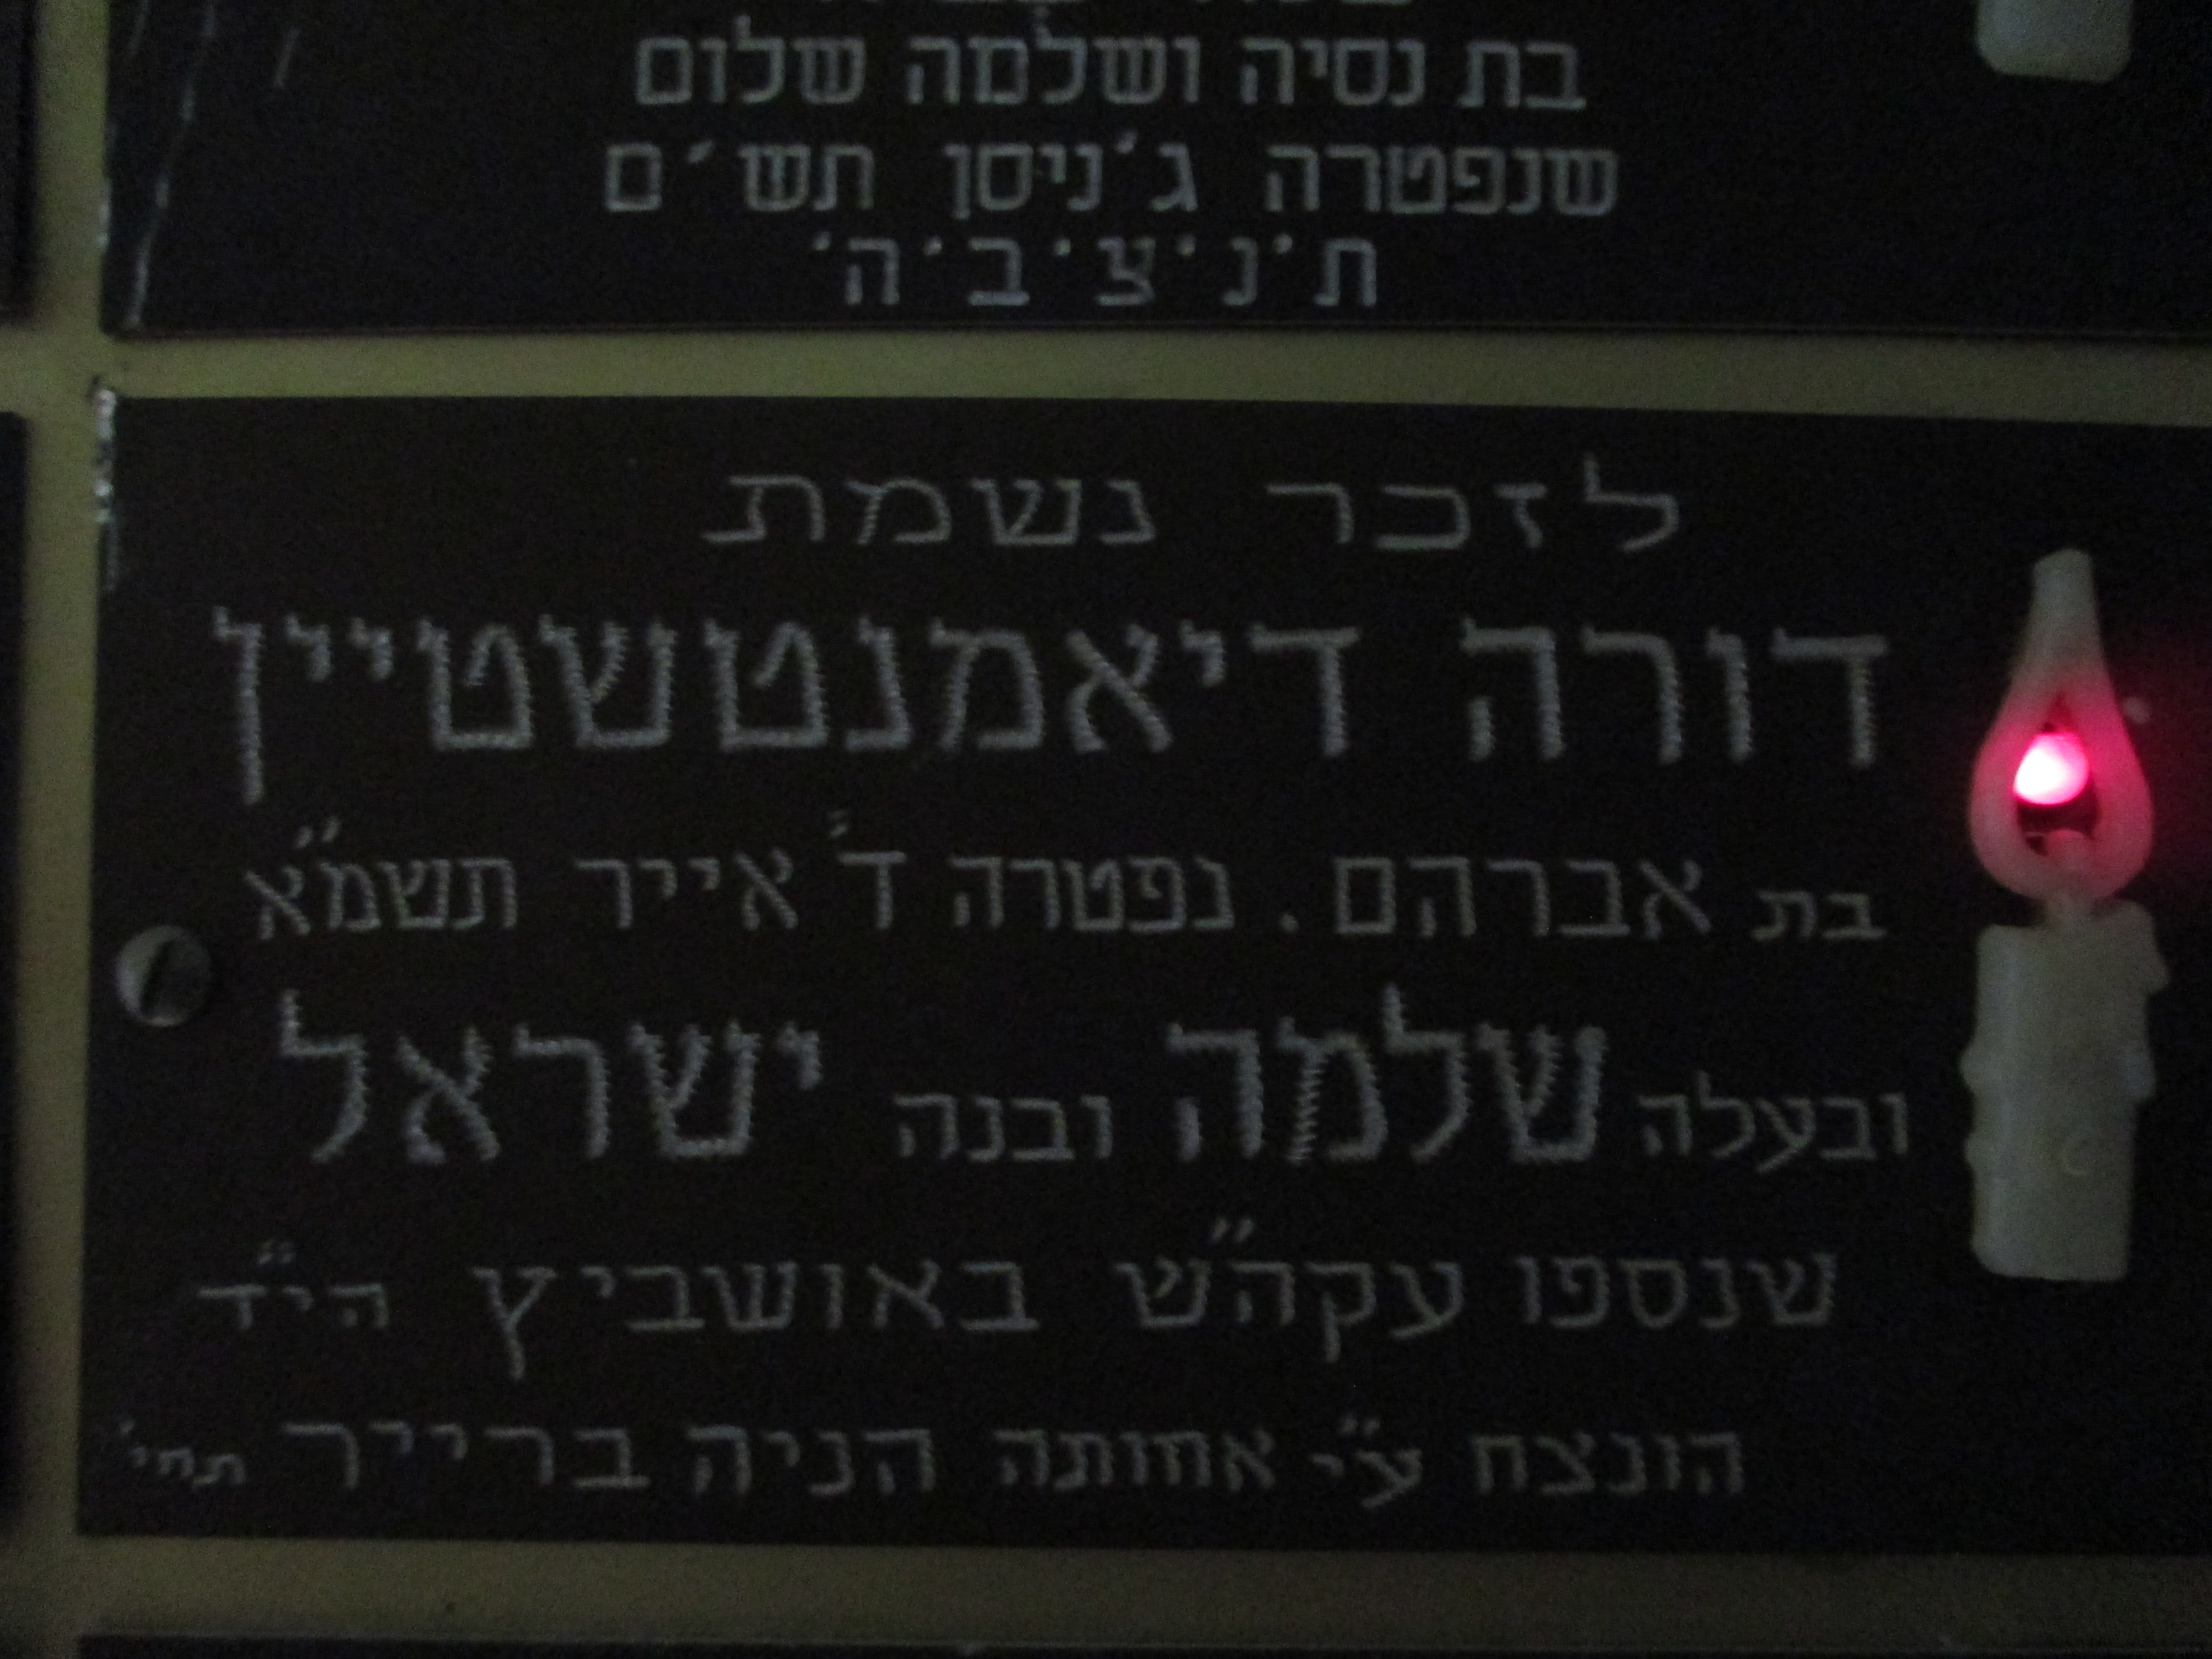 בת נסיה ושלמה שלום
שנפטרה ג'ניסן תש'ם
ת'נ'צ'ב'ה'
לזכר נשמת
דורה דיאמנטשטיין
בת אברהם. נפטרה ד' אייר תשמ"א
ובעלה שלמה ובנה ישראל
שנספו עקה"ש באושביץ הי"ד
הונצח ע"י אחותה הניה ברייר תחי'